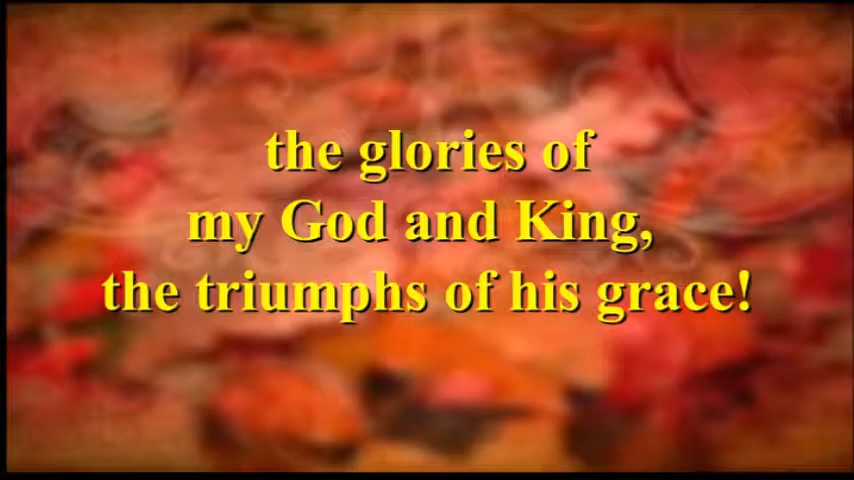 the glories of
my God and King,
the triumphs of his grace!